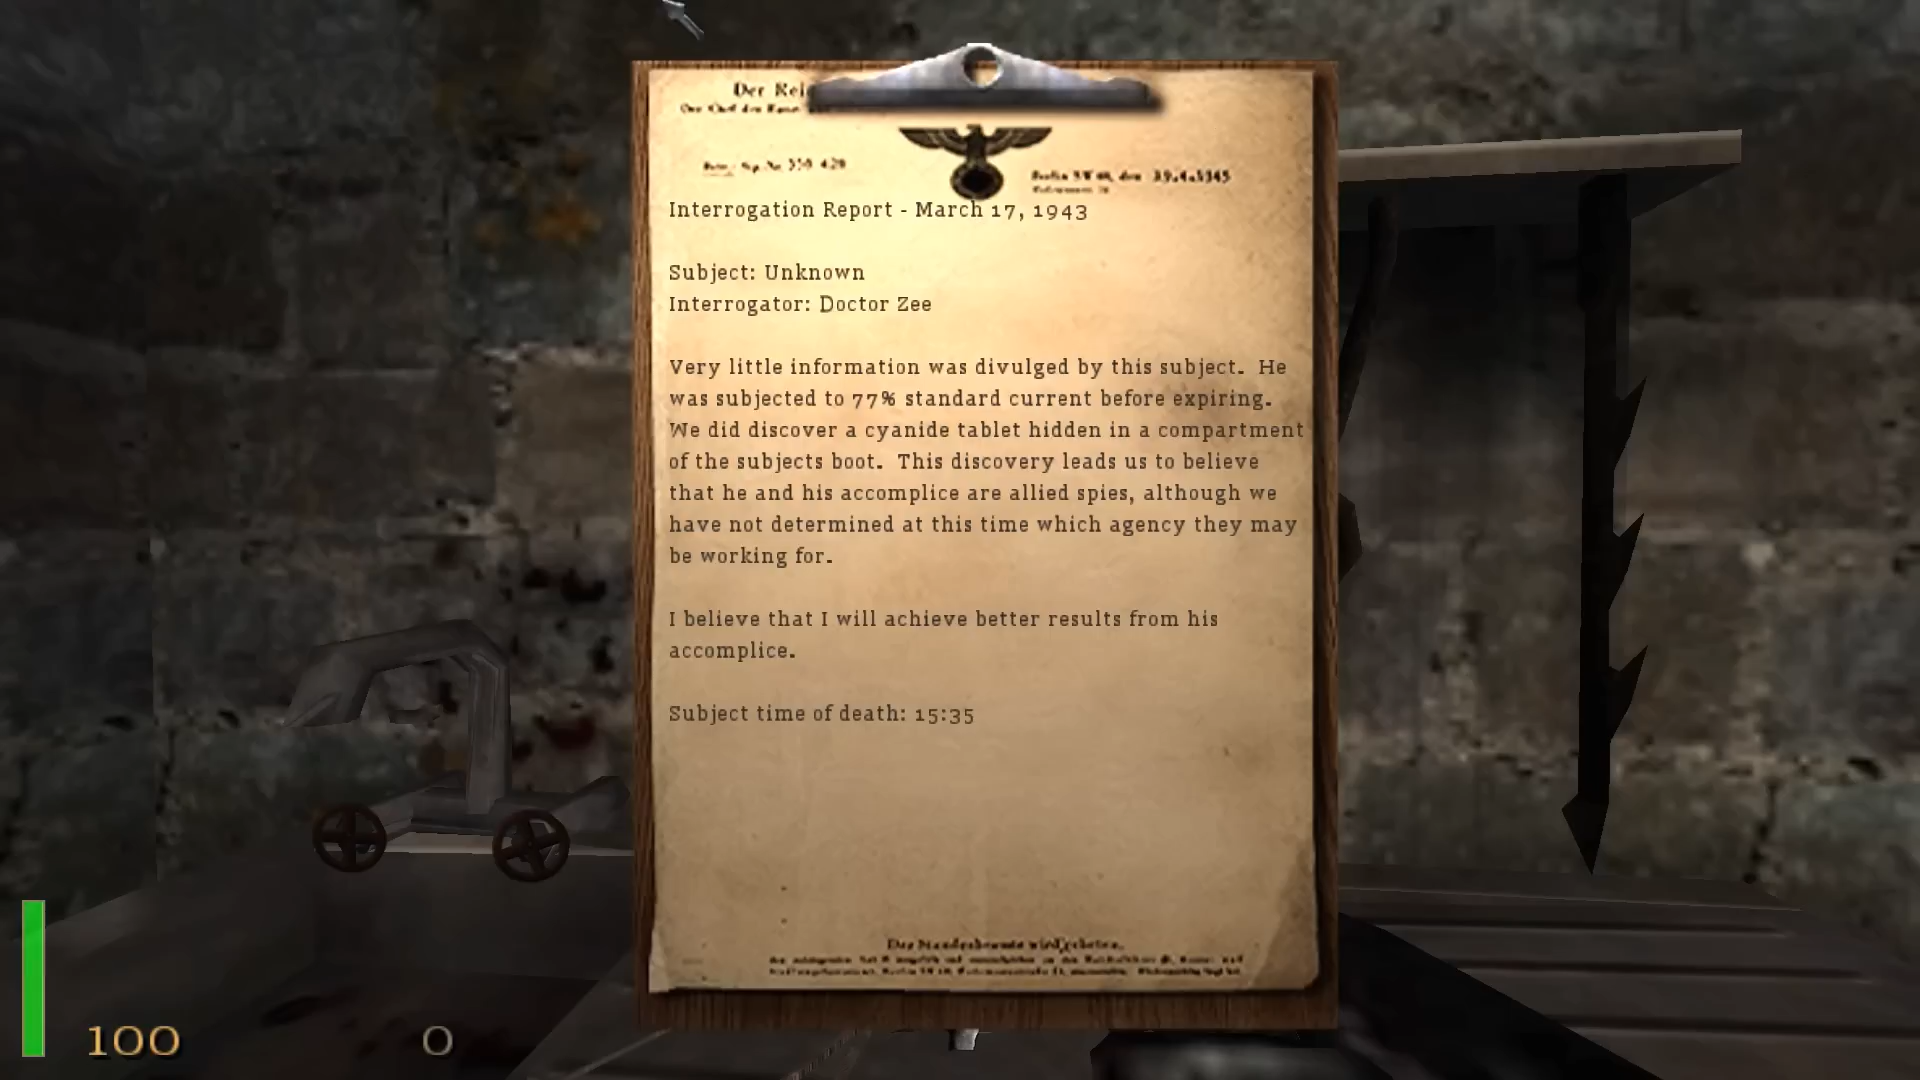 Der Rei
Interrogation Report - March 17, 1943
Subject: Unknown
Interrogator: Doctor Zee
Very little information was divulged by this subject.  He
was subjected to 77% standard current before expiring.
We did discover a cyanide tablet hidden in a compartment
of the subjects boot.  This discovery leads us to believe
that he and his accomplice are allied spies, although we
have not determined at this time which agency they may
be working for.
I believe that I will achieve better results from his
accomplice.
Subject time of death: 15:35
100 0